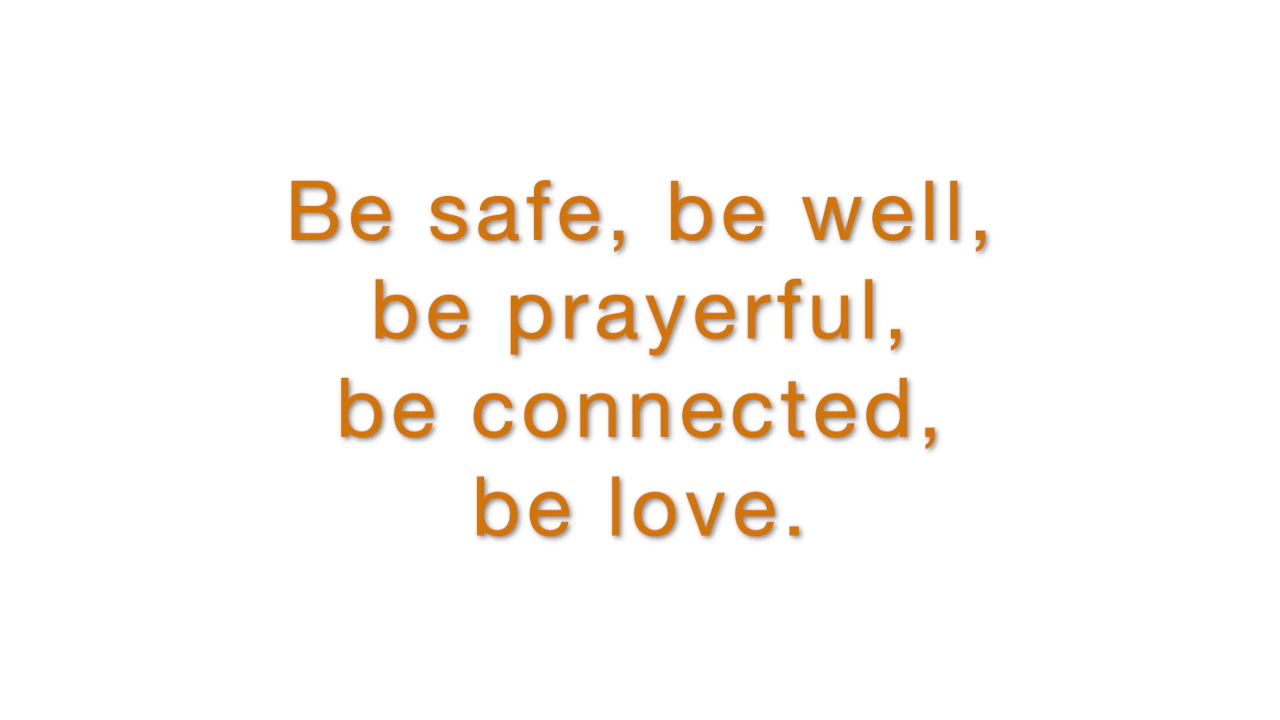 Be safe, be well,
be prayerful,
be connected,
be love.